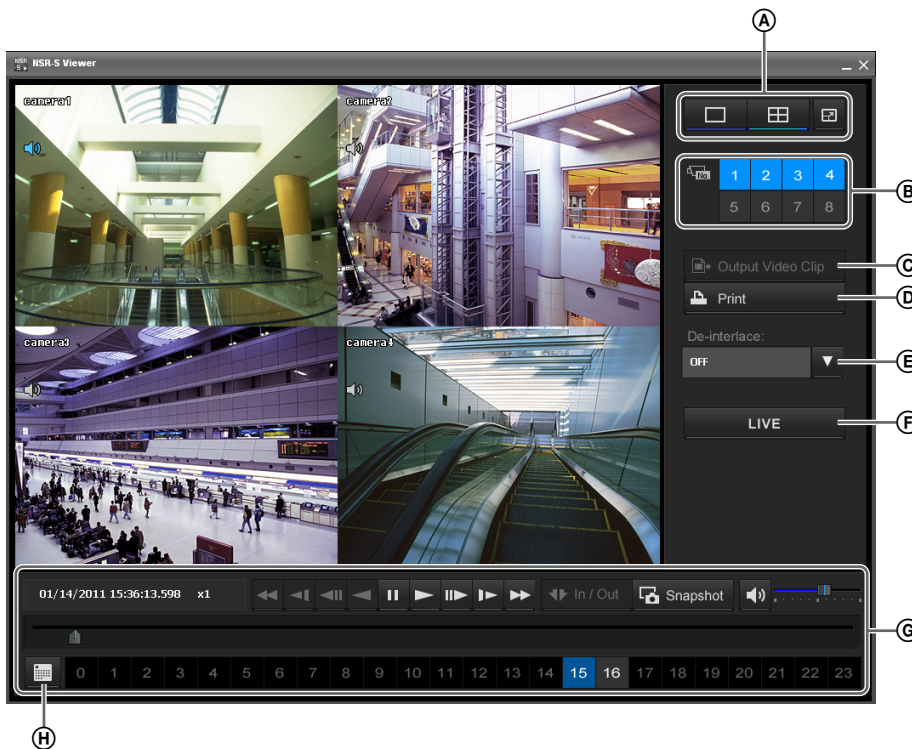 A
NSR
-S
NSR-S Viewer
camera1
camera2
No.
1 2 3 4
B
5 6 7 8
Output Video Clip
C
Print
D
De-interlace:
OFF
E
camera3
camera4
LIVE
F
01/14/2011 15:36:13.598 x1
In / Out
Snapshot
G
0 1 2 3 4 5 6 7 8 9 10 11 12 13 14 15 16 17 18 19 20 21 22 23
H